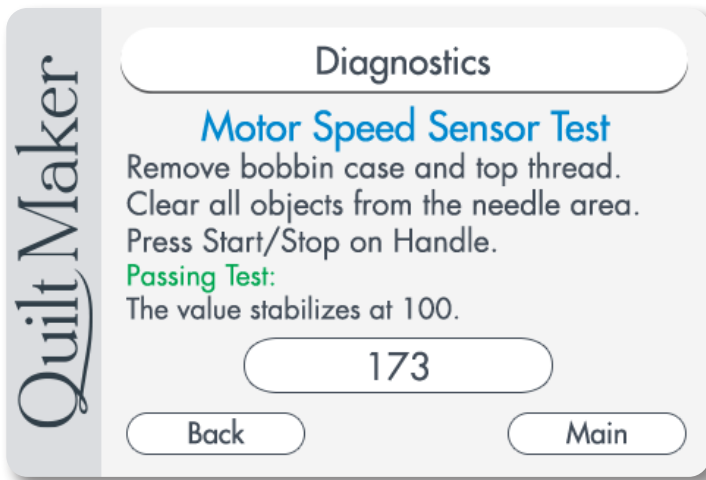 Quilt Maker
Diagnostics
Motor Speed Sensor Test
Remove bobbin case and top thread.
Clear all objects from the needle area.
Press Start/Stop on Handle.
Passing Test:
The value stabilizes at 100.
173
Back
Main